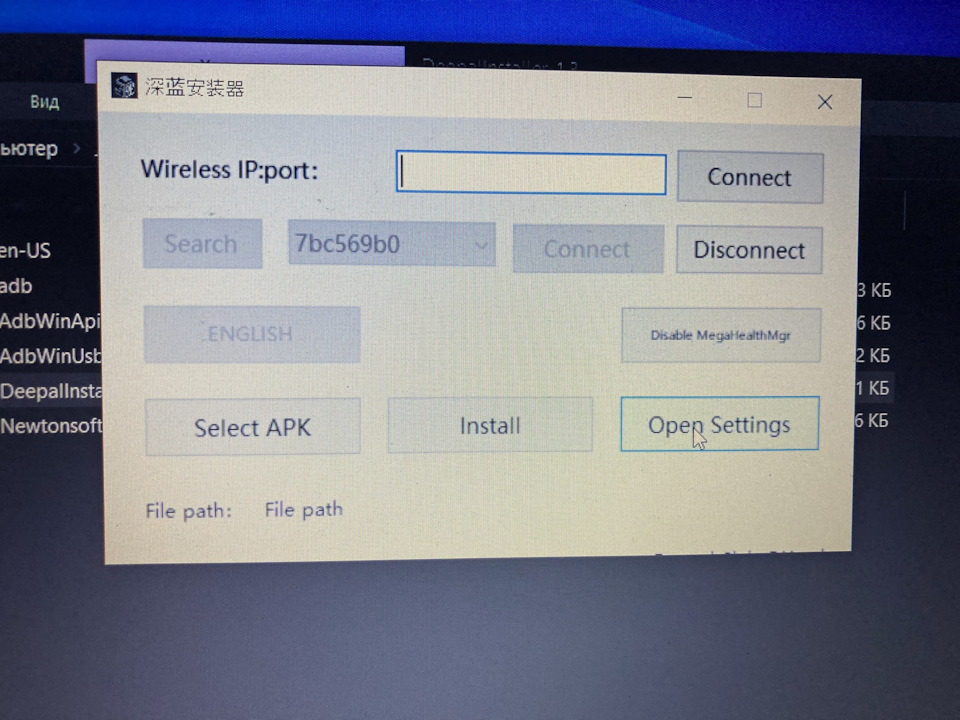 深蓝安装器
Вид
ьютер
Wireless IP:port:
Connect
Search
7bc569b0
Connect
Disconnect
en-US
adb
3 КБ
AdbWinApi
ENGLISH
Disable MegaHealthMgr
6 КБ
AdbWinUsb
2 КБ
DeepalInsta
1 КБ
Newtonsoft
Select APK
Install
Open Settings
6 КБ
File path:
File path